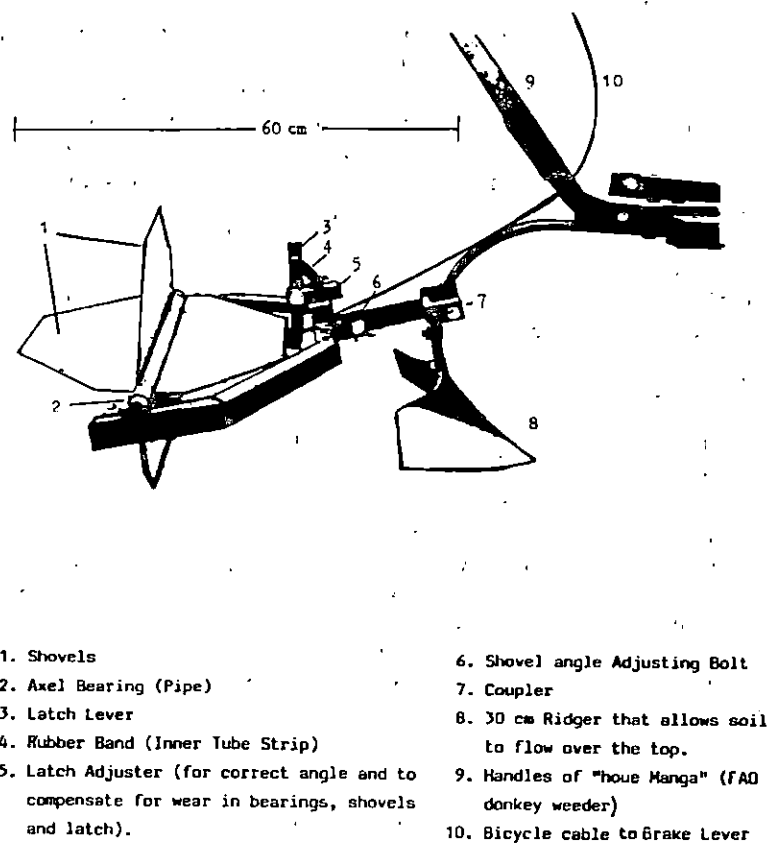 9
10
60 cm
1
3
4
5
6
7
2
8
1. Shovels
2. Axel Bearing (Pipe)
3. Latch Lever
4. Rubber Band (Inner Tube Strip)
5. Latch Adjuster (for correct angle and to
compensate for wear in bearings, shovels
and latch).
6. Shovel angle Adjusting Bolt
7. Coupler
8. 30 cm Ridger that allows soil
to flow over the top.
9. Handles of "houe Manga" (FAO
donkey weeder)
10. Bicycle cable to Brake Lever